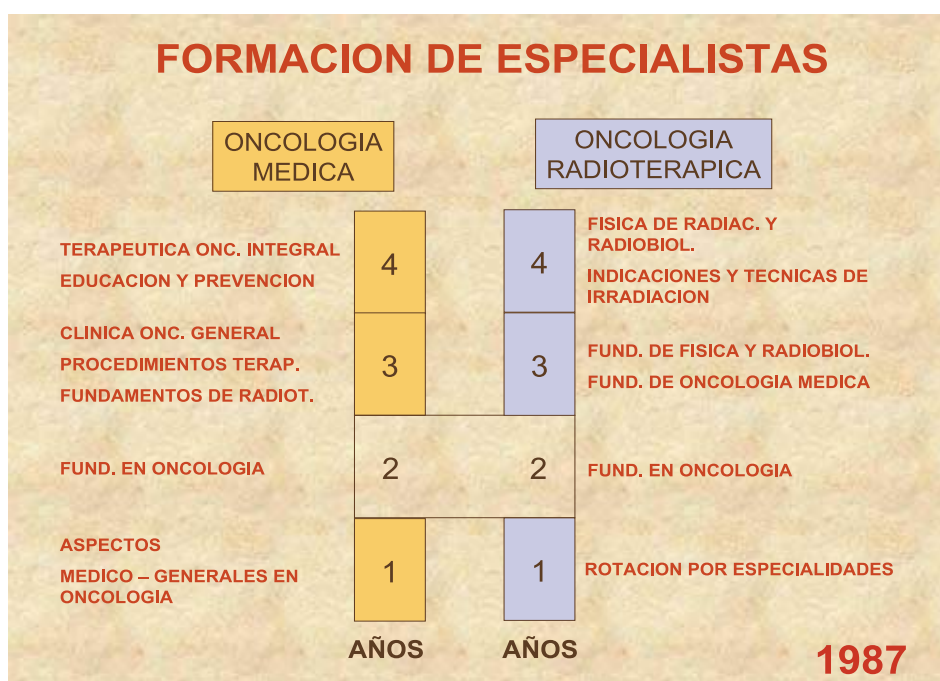 FORMACION DE ESPECIALISTAS
ONCOLOGIA
MEDICA
ONCOLOGIA
RADIOTERAPICA
TERAPEUTICA ONC. INTEGRAL
EDUCACION Y PREVENCION
4
4
FISICA DE RADIAC. Y
RADIOBIOL.
INDICACIONES Y TECNICAS DE
IRRADIACION
CLINICA ONC. GENERAL
PROCEDIMIENTOS TERAP.
FUNDAMENTOS DE RADIOT.
3
3
FUND. DE FISICA Y RADIOBIOL.
FUND. DE ONCOLOGIA MEDICA
FUND. EN ONCOLOGIA
2
2
FUND. EN ONCOLOGIA
ASPECTOS
MEDICO – GENERALES EN
ONCOLOGIA
1
1
ROTACION POR ESPECIALIDADES
AÑOS
AÑOS
1987